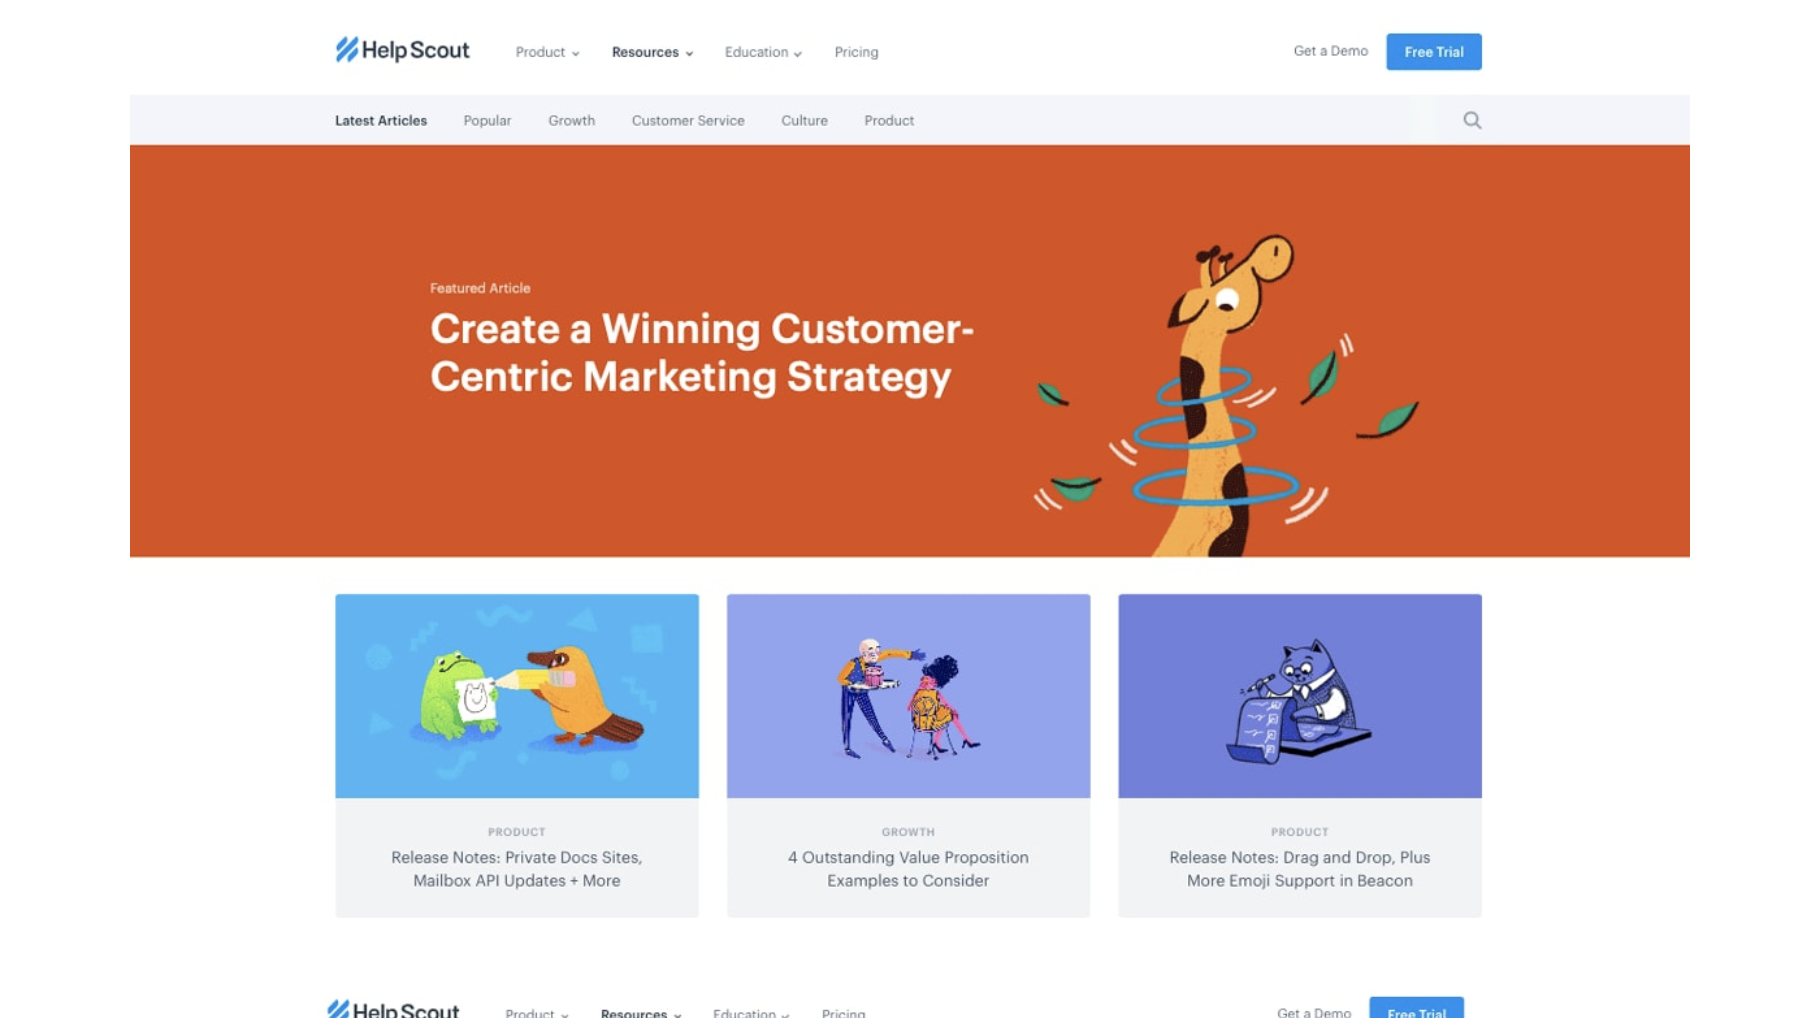 Help Scout
Product
Resources
Education
Pricing
Get a Demo
Free Trial
Latest Articles
Popular
Growth
Customer Service
Culture
Product
Featured Article
Create a Winning Customer-
Centric Marketing Strategy
PRODUCT
Release Notes: Private Docs Sites,
Mailbox API Updates + More
GROWTH
4 Outstanding Value Proposition
Examples to Consider
PRODUCT
Release Notes: Drag and Drop, Plus
More Emoji Support in Beacon
Help Scout
Product
Resources
Education
Pricing
Get a Demo
Free Trial